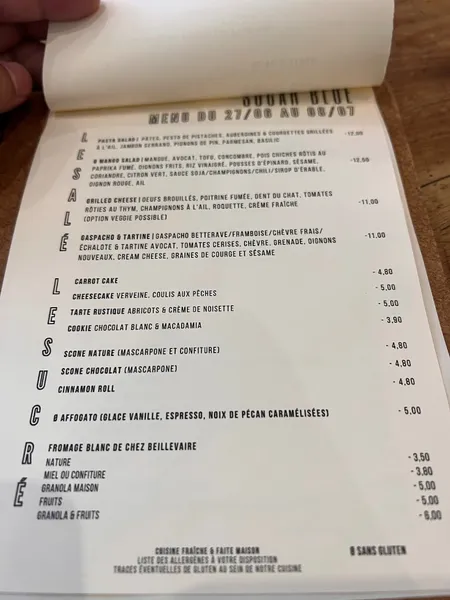 SUGAR BLUE
MENU DU 27/06 AU 08/07
LE SALÉ
PASTA SALAD | PÂTES, PESTO DE PISTACHES, AUBERGINES & COURGETTES GRILLÉES -12,00
À L'AIL, JAMBON SERRANO, PIGNONS DE PIN, PARMESAN, BASILIC
Ø MANGO SALAD | MANGUE, AVOCAT, TOFU, CONCOMBRE, POIS CHICHES RÔTIS AU -12,50
PAPRIKA FUMÉ, OIGNONS FRITS, RIZ VINAIGRÉ, POUSSES D'ÉPINARD, SÉSAME,
CORIANDRE, CITRON VERT, SAUCE SOJA/CHAMPIGNONS/CHILI/SIROP D'ÉRABLE,
OIGNON ROUGE, AIL
GRILLED CHEESE | OEUFS BROUILLÉS, POITRINE FUMÉE, DENT DU CHAT, TOMATES -11,00
RÔTIES AU THYM, CHAMPIGNONS À L'AIL, ROQUETTE, CRÈME FRAÎCHE
(OPTION VEGGIE POSSIBLE)
GASPACHO & TARTINE | GASPACHO BETTERAVE/FRAMBOISE/CHÈVRE FRAIS/ -11,00
ÉCHALOTE & TARTINE AVOCAT, TOMATES CERISES, CHÈVRE, GRENADE, OIGNONS
NOUVEAUX, CREAM CHEESE, GRAINES DE COURGE ET SÉSAME
LE SUCRÉ
CARROT CAKE - 4,80
CHEESECAKE VERVEINE, COULIS AUX PÊCHES - 5,00
TARTE RUSTIQUE ABRICOTS & CRÈME DE NOISETTE - 5,00
COOKIE CHOCOLAT BLANC & MACADAMIA - 3,90
SCONE NATURE (MASCARPONE ET CONFITURE) - 4,80
SCONE CHOCOLAT (MASCARPONE) - 4,80
CINNAMON ROLL - 4,80
Ø AFFOGATO (GLACE VANILLE, ESPRESSO, NOIX DE PÉCAN CARAMÉLISÉES) - 5,00
FROMAGE BLANC DE CHEZ BEILLEVAIRE
NATURE - 3,50
MIEL OU CONFITURE - 3,80
GRANOLA MAISON - 5,00
FRUITS - 5,00
GRANOLA & FRUITS - 6,00
CUISINE FRAÎCHE & FAITE MAISON
LISTE DES ALLERGÈNES À VOTRE DISPOSITION
TRACES ÉVENTUELLES DE GLUTEN AU SEIN DE NOTRE CUISINE
Ø SANS GLUTEN